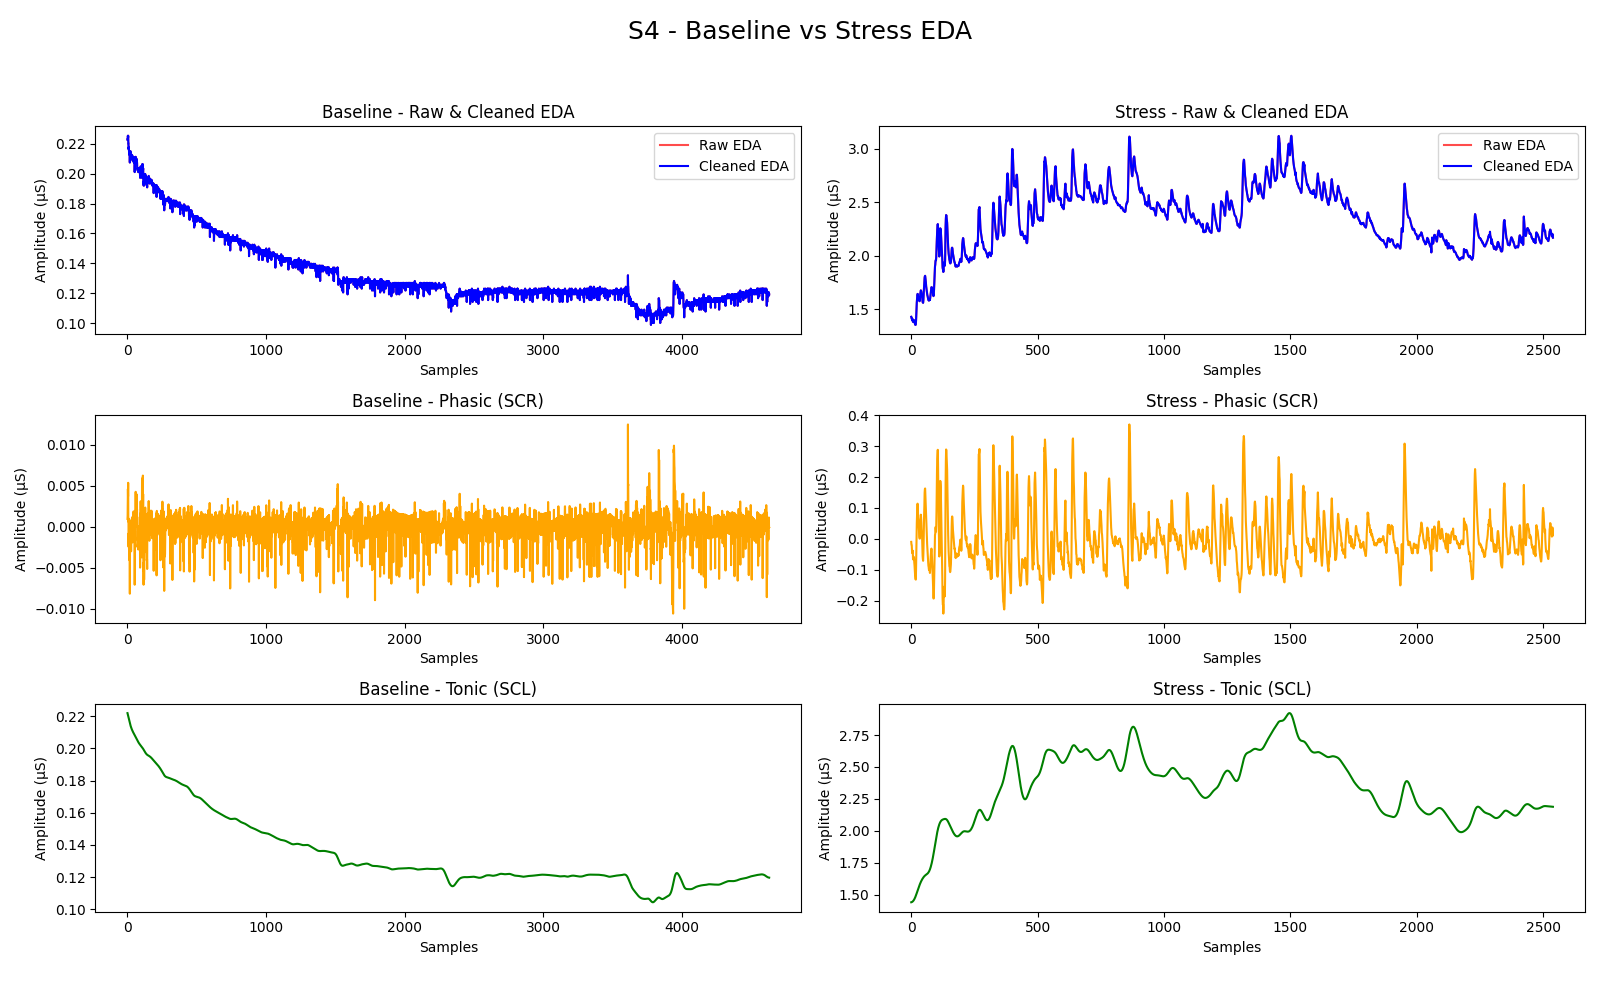 S4 - Baseline vs Stress EDA
Baseline - Raw & Cleaned EDA
Amplitude (μS)
0.22
0.20
0.18
0.16
0.14
0.12
0.10
Raw EDA
Cleaned EDA
0 1000 2000 3000 4000
Samples
Stress - Raw & Cleaned EDA
Amplitude (μS)
3.0
2.5
2.0
1.5
Raw EDA
Cleaned EDA
0 500 1000 1500 2000 2500
Samples
Baseline - Phasic (SCR)
Amplitude (μS)
0.010
0.005
0.000
−0.005
−0.010
0 1000 2000 3000 4000
Samples
Stress - Phasic (SCR)
Amplitude (μS)
0.4
0.3
0.2
0.1
0.0
−0.1
−0.2
0 500 1000 1500 2000 2500
Samples
Baseline - Tonic (SCL)
Amplitude (μS)
0.22
0.20
0.18
0.16
0.14
0.12
0.10
0 1000 2000 3000 4000
Samples
Stress - Tonic (SCL)
Amplitude (μS)
2.75
2.50
2.25
2.00
1.75
1.50
0 500 1000 1500 2000 2500
Samples